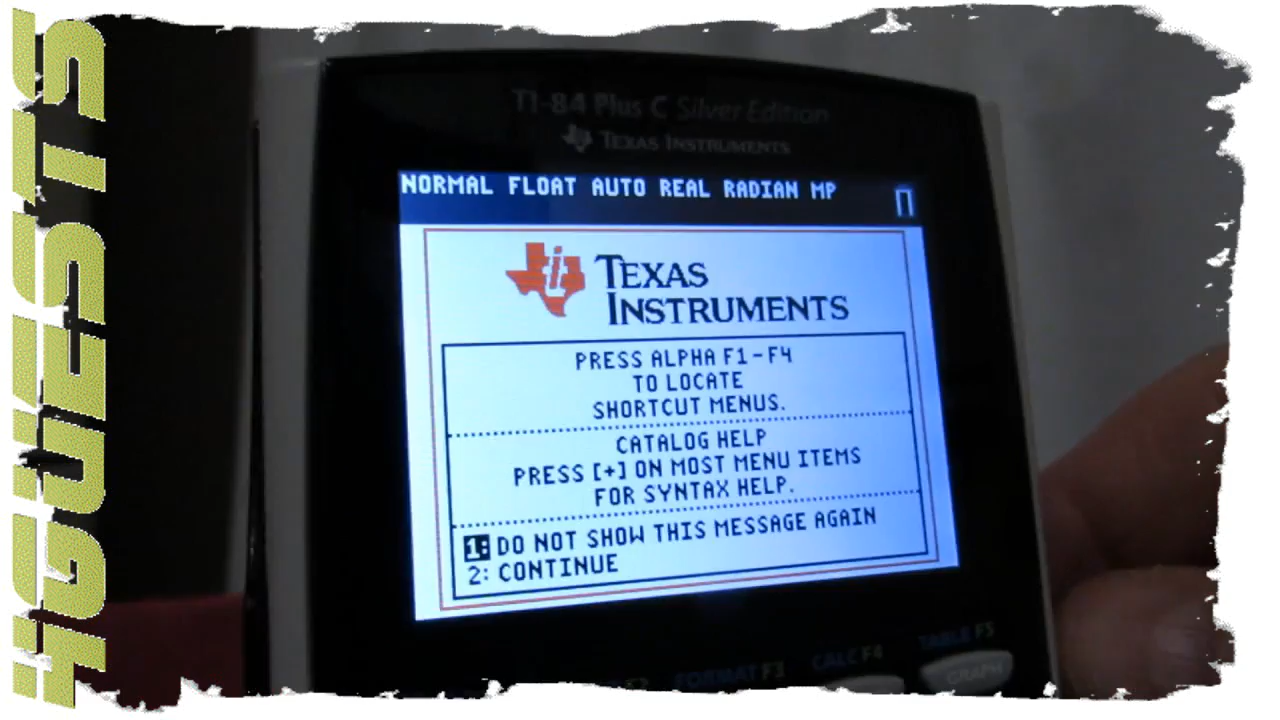 4GUESTS
TI-84 Plus C Silver Edition
TEXAS INSTRUMENTS
NORMAL FLOAT AUTO REAL RADIAN MP
TEXAS
INSTRUMENTS
PRESS ALPHA F1-F4
TO LOCATE
SHORTCUT MENUS.
CATALOG HELP
PRESS [+] ON MOST MENU ITEMS
FOR SYNTAX HELP.
1: DO NOT SHOW THIS MESSAGE AGAIN
2: CONTINUE
F2 FORMAT F3 CALC F4 TABLE F5
GRAPH